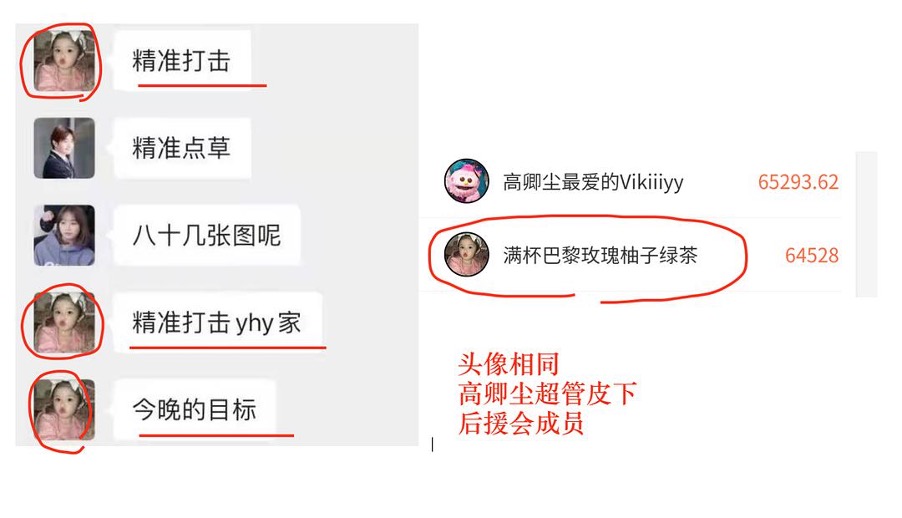 精准打击
精准点草
八十几张图呢
精准打击yhy家
今晚的目标
高卿尘最爱的Vikiiiyy 65293.62
满杯巴黎玫瑰柚子绿茶 64528
头像相同
高卿尘超管皮下
后援会成员